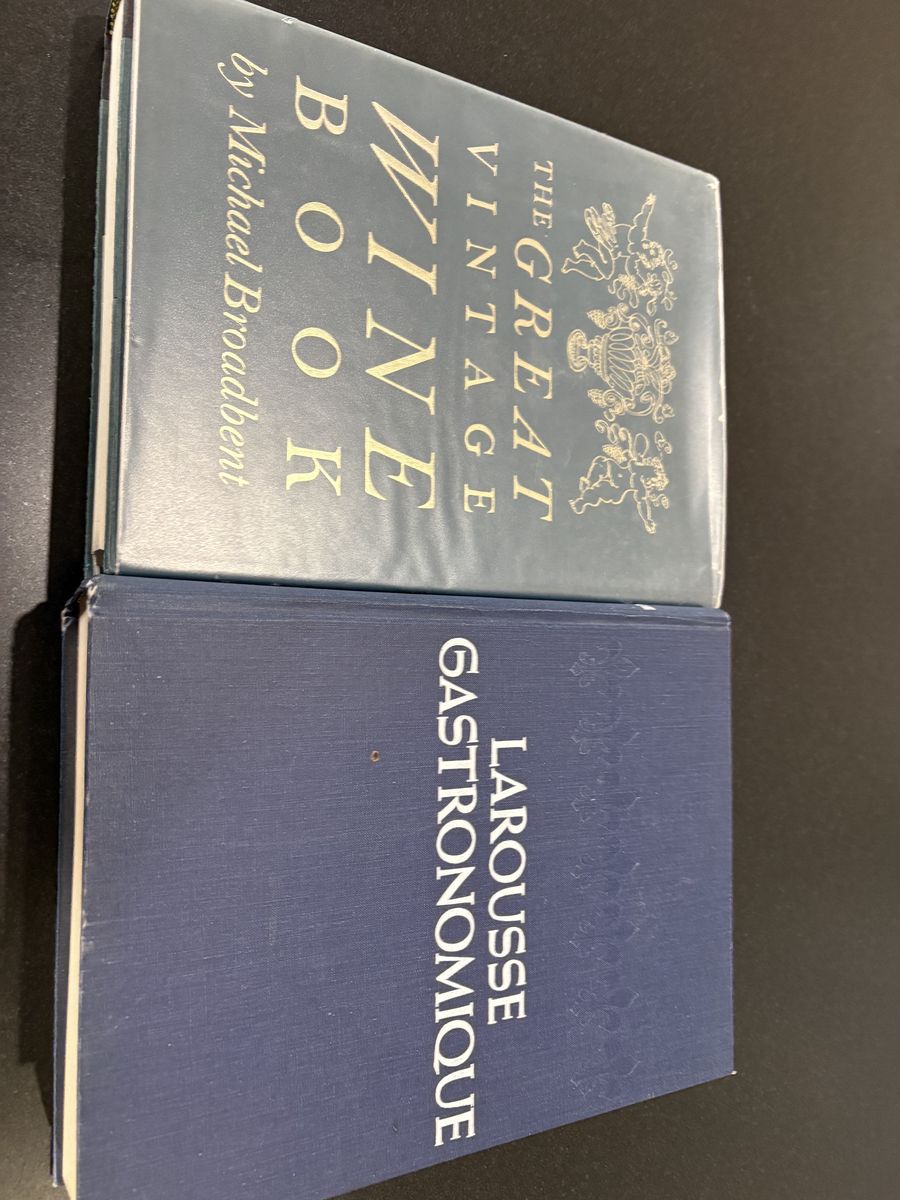 THE GREAT
VINTAGE
WINE
BOOK
by Michael Broadbent
LAROUSSE
GASTRONOMIQUE